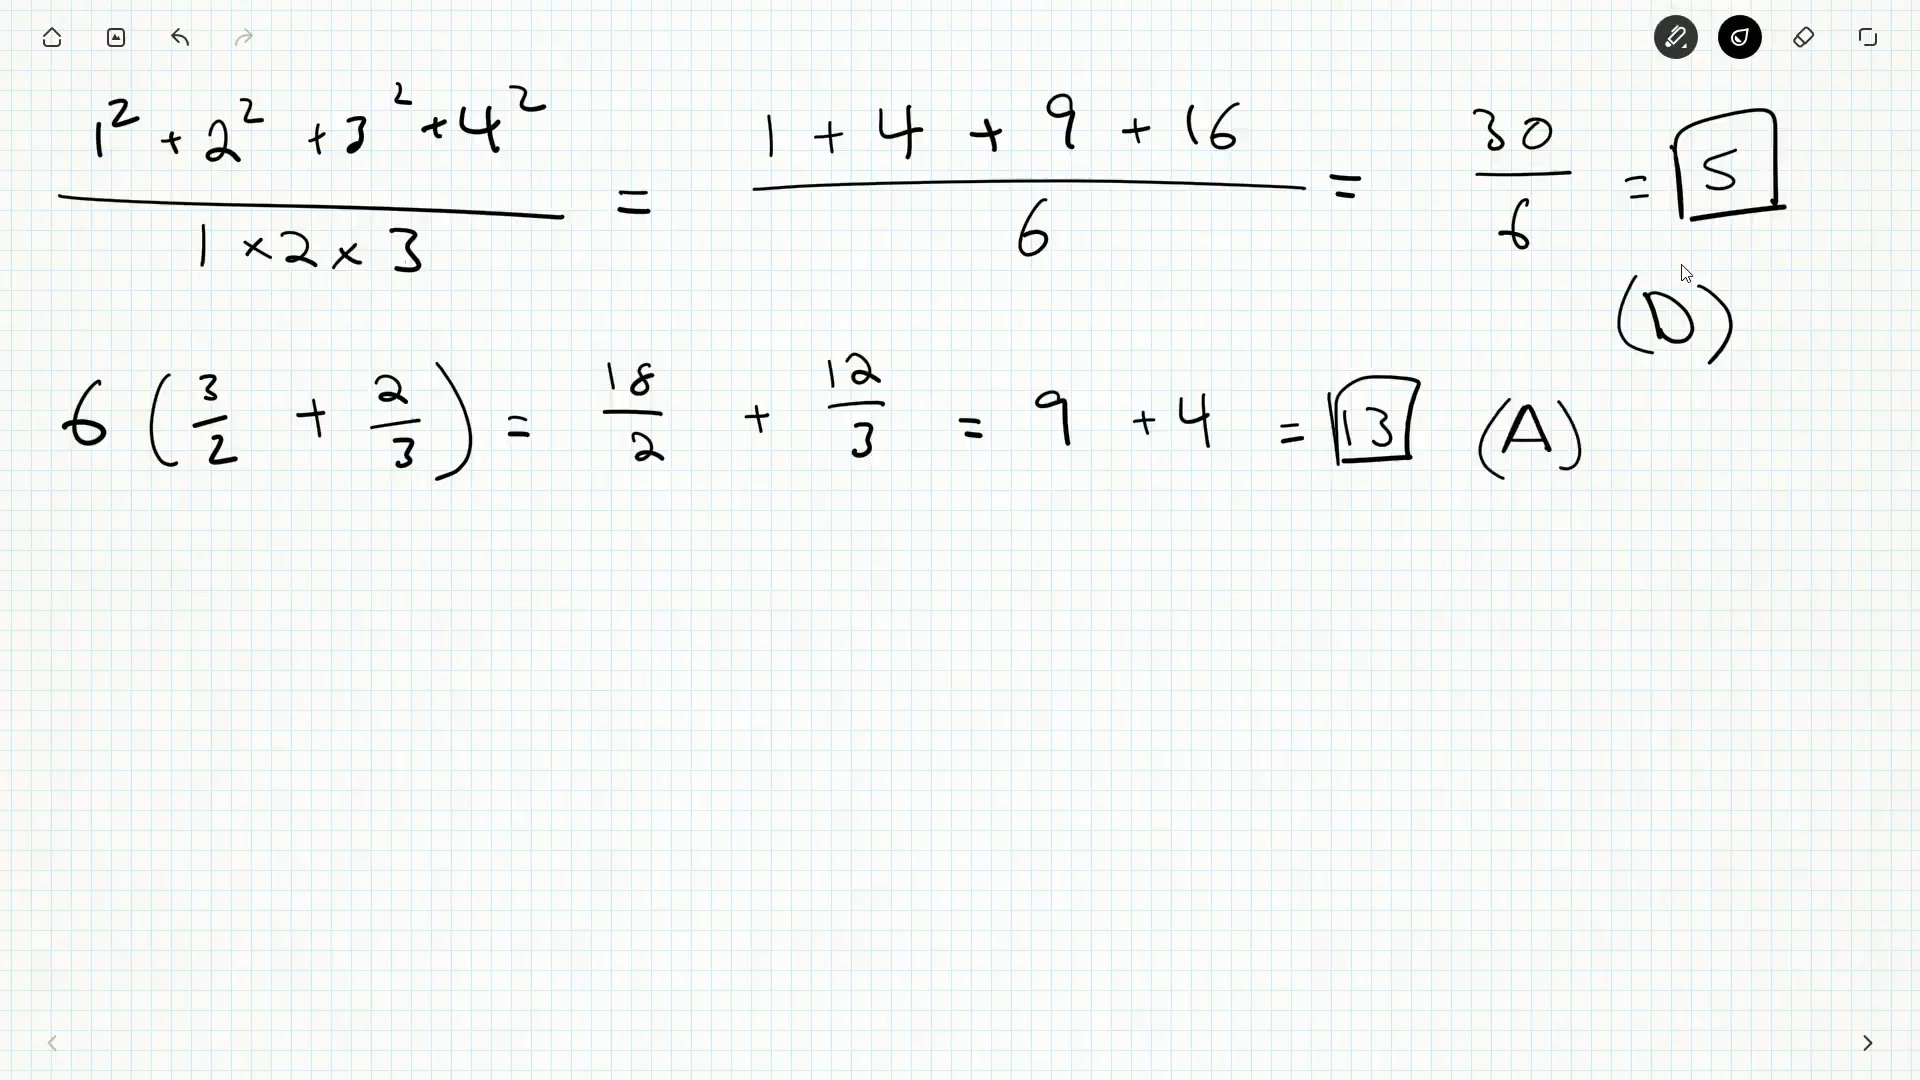 (1² + 2² + 3² + 4²)/(1 × 2 × 3) = (1 + 4 + 9 + 16)/6 = 30/6 = 5
(D)
6 (3/2 + 2/3) = 18/2 + 12/3 = 9 + 4 = 13 (A)